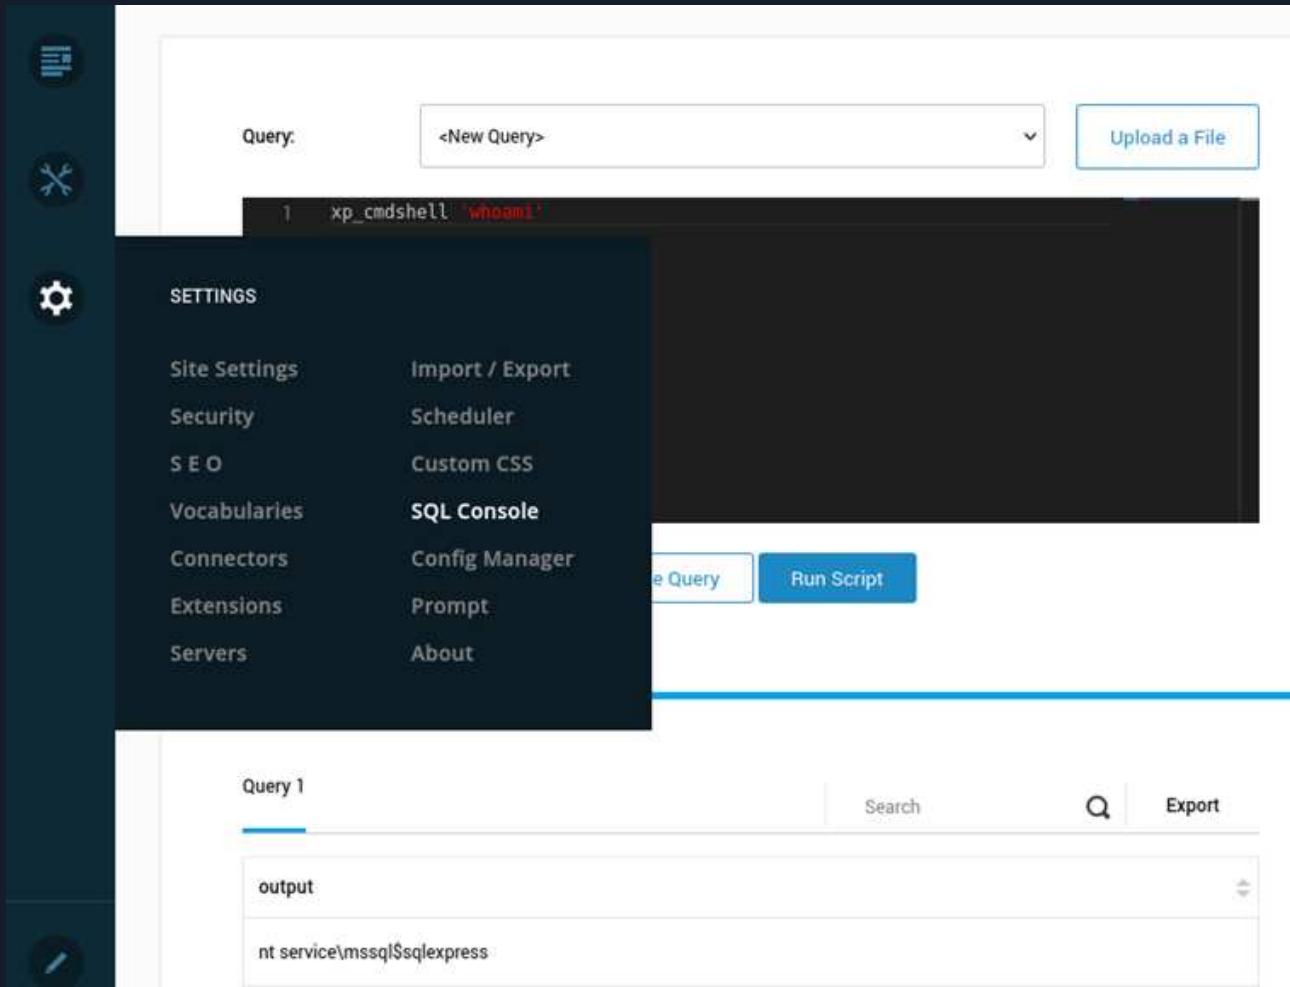 Query:
<New Query>
Upload a File
1 xp_cmdshell 'whoami'
SETTINGS
Site Settings
Security
S E O
Vocabularies
Connectors
Extensions
Servers
Import / Export
Scheduler
Custom CSS
SQL Console
Config Manager
Prompt
About
e Query
Run Script
Query 1
Search
Export
output
nt service\mssql$sqlexpress